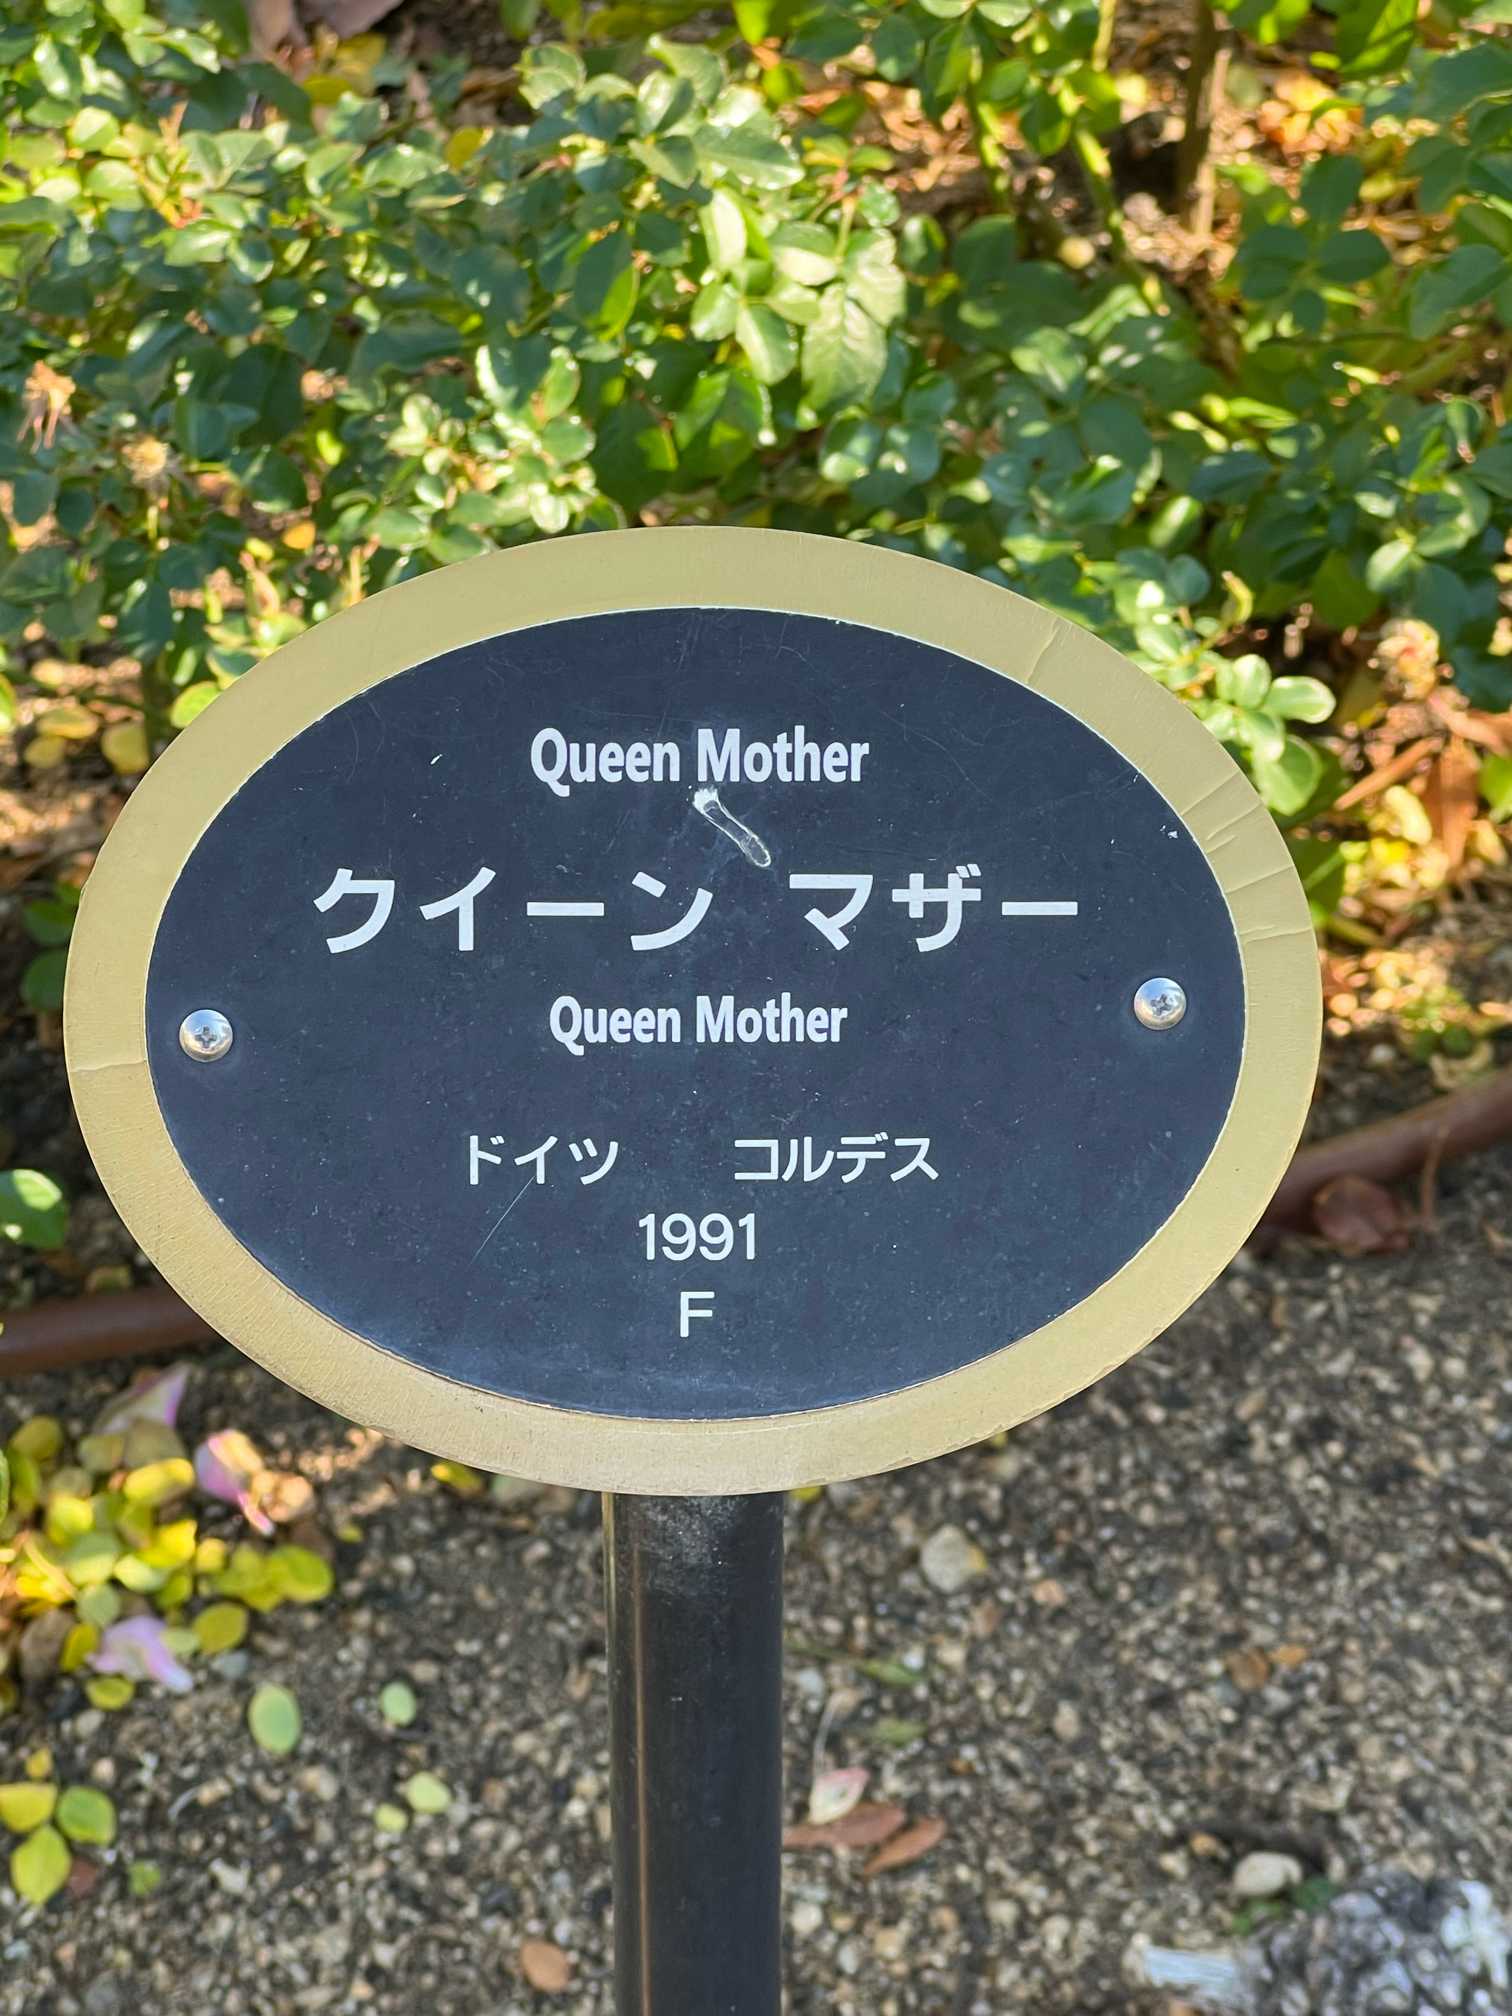 Queen Mother
クイーン マザー
Queen Mother
ドイツ　コルデス
1991
F